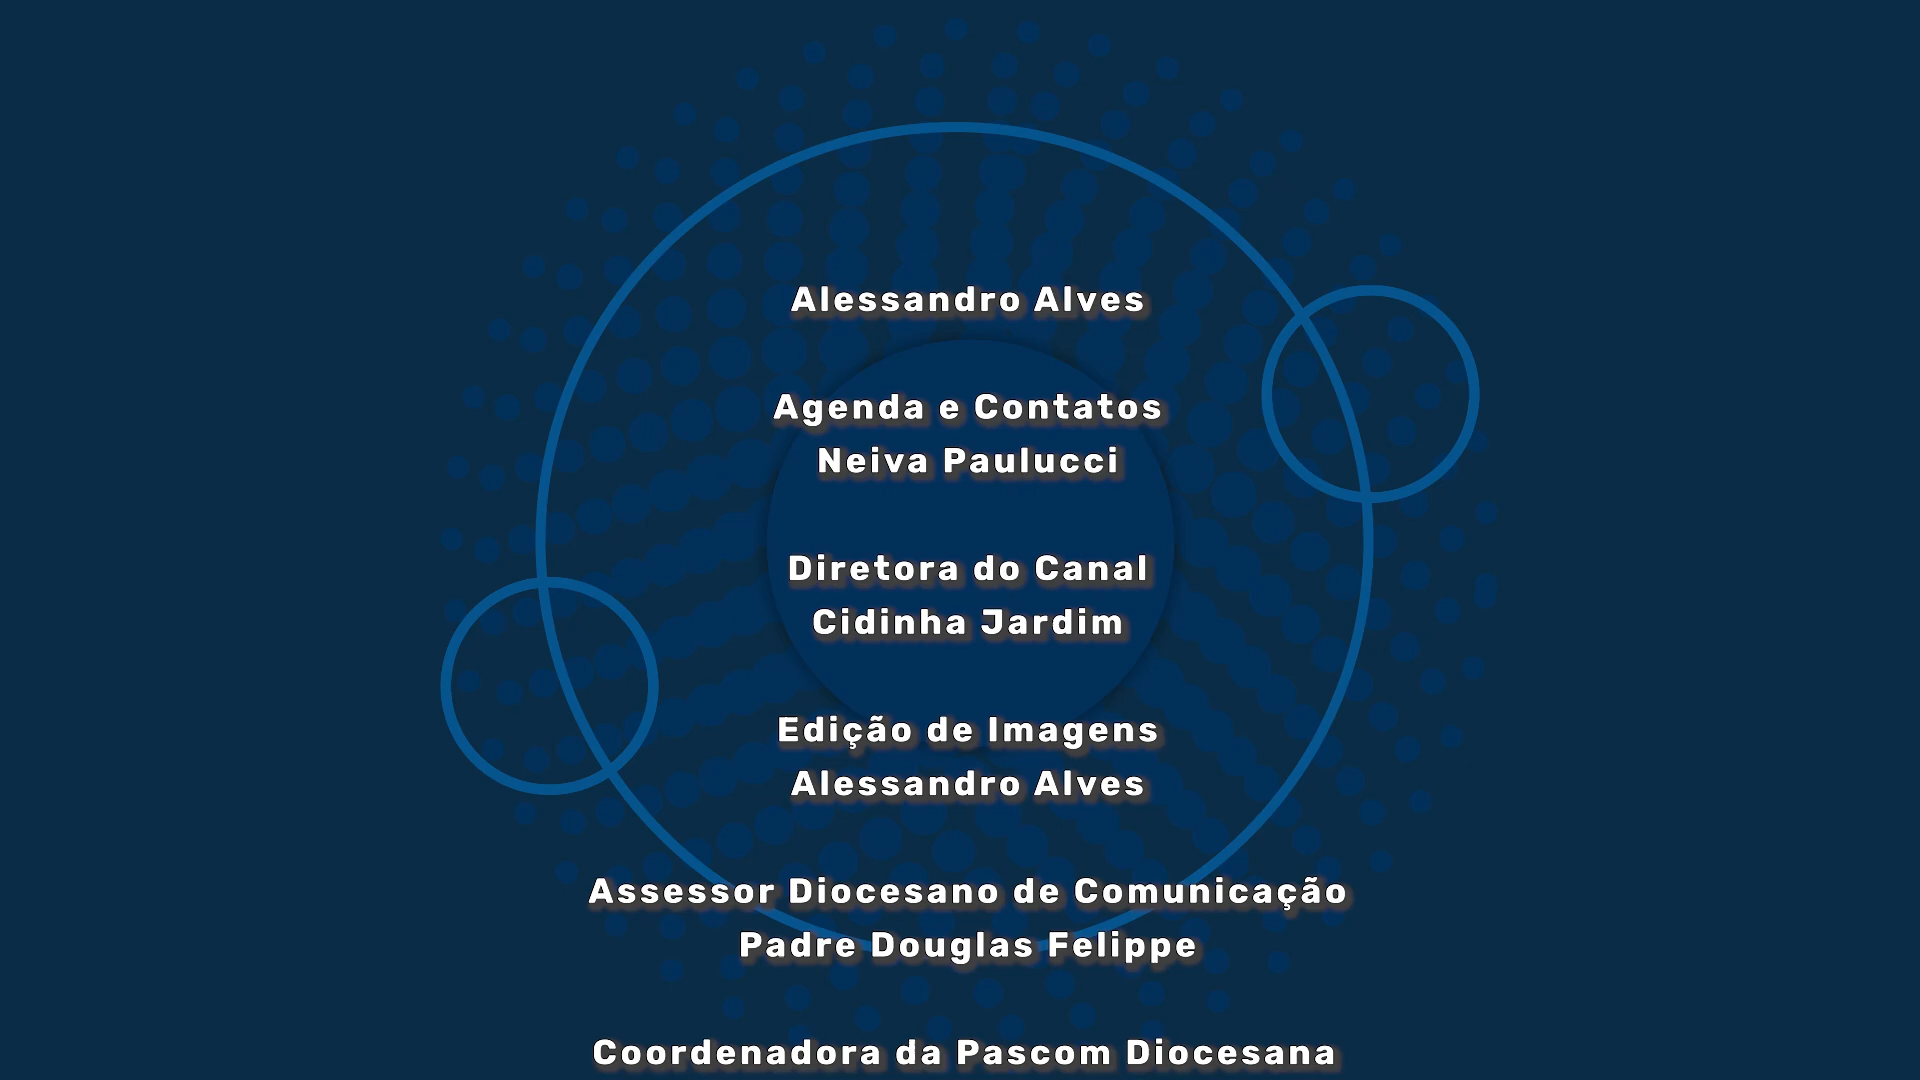 Alessandro Alves
Agenda e Contatos
Neiva Paulucci
Diretora do Canal
Cidinha Jardim
Edição de Imagens
Alessandro Alves
Assessor Diocesano de Comunicação
Padre Douglas Felippe
Coordenadora da Pascom Diocesana